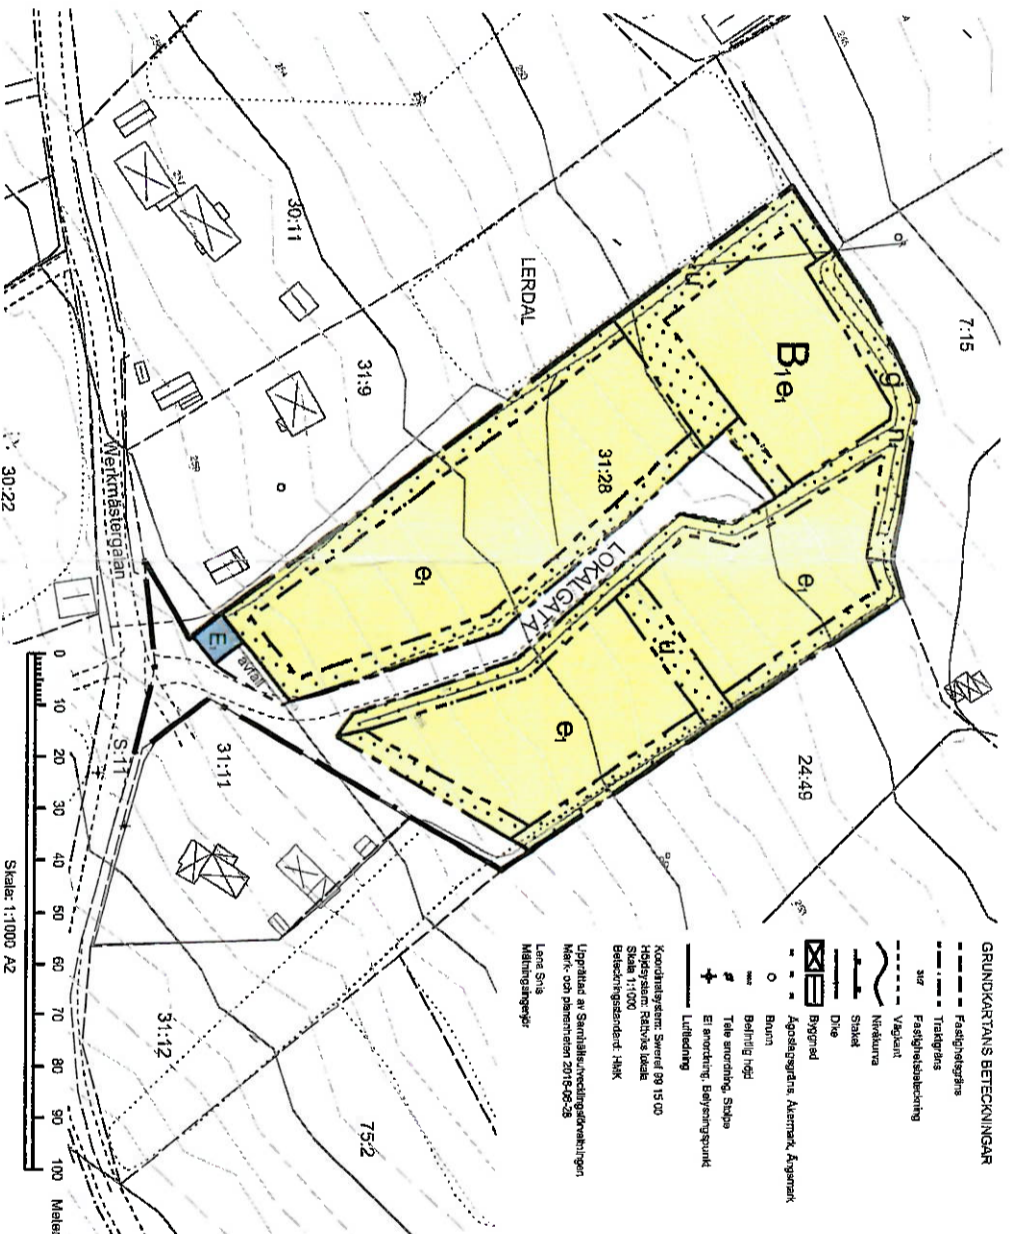 GRUNDKARTANS BETECKNINGAR
Fastighetsgräns
Traktgräns
Fastighetsbeteckning
Vägkant
Nivåkurva
Staket
Dike
Byggnad
Ägoslagsgräns, Åkermark, Ängsmark
Brunn
Befintlig höjd
Tele anordning, Stolpe
El anordning, Belysningspunkt
Luftledning
Koordinatsystem: Sweref 99 15 00
Höjdsystem: Rättviks lokala
Skala 1:1000
Beteckningsstandard: HMK
Upprättad av Samhällsutvecklingsförvaltningen
Mark- och planenheten 2016-06-28
Lena Snis
Mätningsingenjör
7:15
B₁e₁
g
n
u
LERDAL
30:11
31:9
31:28
LOKALGATA
e₁
e₁
e₁
u
24:49
E₁
avfall
Werkmästergatan
30:22
S:11
31:11
31:12
75:2
0 10 20 30 40 50 60 70 80 90 100 Meter
Skala: 1:1000 A2